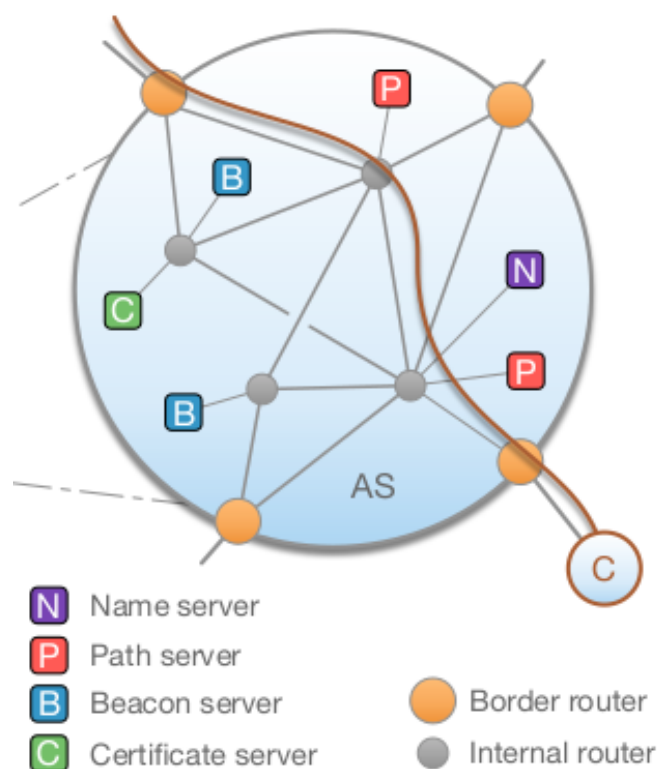 P
B
N
C
P
B
AS
C
N Name server
P Path server
B Beacon server
Border router
C Certificate server
Internal router